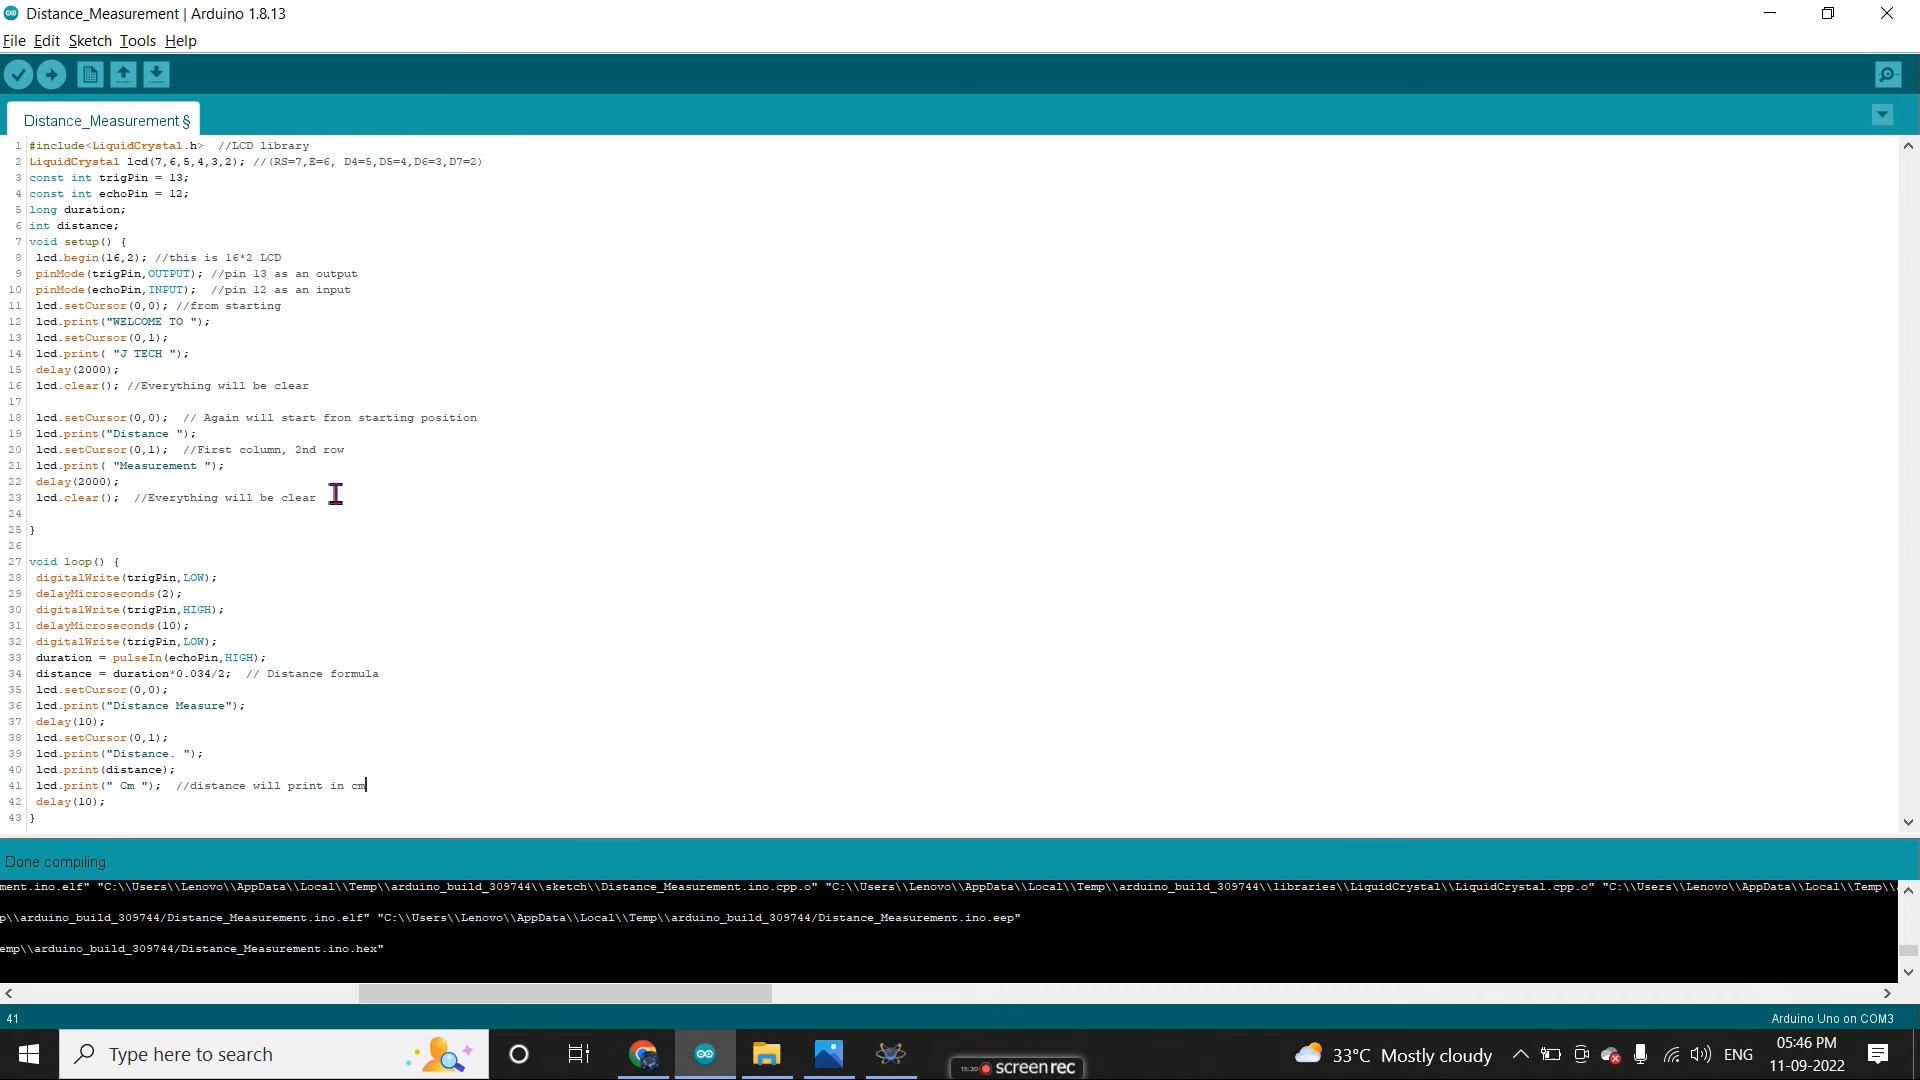 Distance_Measurement | Arduino 1.8.13
File Edit Sketch Tools Help
Distance_Measurement §
1 #include<LiquidCrystal.h>  //LCD library
2 LiquidCrystal lcd(7,6,5,4,3,2); //(RS=7,E=6, D4=5,D5=4,D6=3,D7=2)
3 const int trigPin = 13;
4 const int echoPin = 12;
5 long duration;
6 int distance;
7 void setup() {
8 lcd.begin(16,2); //this is 16*2 LCD
9 pinMode(trigPin,OUTPUT); //pin 13 as an output
10 pinMode(echoPin,INPUT);  //pin 12 as an input
11 lcd.setCursor(0,0); //from starting
12 lcd.print("WELCOME TO ");
13 lcd.setCursor(0,1);
14 lcd.print( "J TECH ");
15 delay(2000);
16 lcd.clear(); //Everything will be clear
17
18 lcd.setCursor(0,0);  // Again will start fron starting position
19 lcd.print("Distance ");
20 lcd.setCursor(0,1);  //First column, 2nd row
21 lcd.print( "Measurement ");
22 delay(2000);
23 lcd.clear();  //Everything will be clear
24
25 }
26
27 void loop() {
28 digitalWrite(trigPin,LOW);
29 delayMicroseconds(2);
30 digitalWrite(trigPin,HIGH);
31 delayMicroseconds(10);
32 digitalWrite(trigPin,LOW);
33 duration = pulseIn(echoPin,HIGH);
34 distance = duration*0.034/2;  // Distance formula
35 lcd.setCursor(0,0);
36 lcd.print("Distance Measure");
37 delay(10);
38 lcd.setCursor(0,1);
39 lcd.print("Distance. ");
40 lcd.print(distance);
41 lcd.print(" Cm ");  //distance will print in cm
42 delay(10);
43 }
Done compiling.
ment.ino.elf" "C:\\Users\\Lenovo\\AppData\\Local\\Temp\\arduino_build_309744\\sketch\\Distance_Measurement.ino.cpp.o" "C:\\Users\\Lenovo\\AppData\\Local\\Temp\\arduino_build_309744\\libraries\\LiquidCrystal\\LiquidCrystal.cpp.o" "C:\\Users\\Lenovo\\AppData\\Local\\Temp\\
p\\arduino_build_309744/Distance_Measurement.ino.elf" "C:\\Users\\Lenovo\\AppData\\Local\\Temp\\arduino_build_309744/Distance_Measurement.ino.eep"
emp\\arduino_build_309744/Distance_Measurement.ino.hex"
41
Arduino Uno on COM3
Type here to search
15:30 screenrec
33°C Mostly cloudy
ENG
05:46 PM
11-09-2022